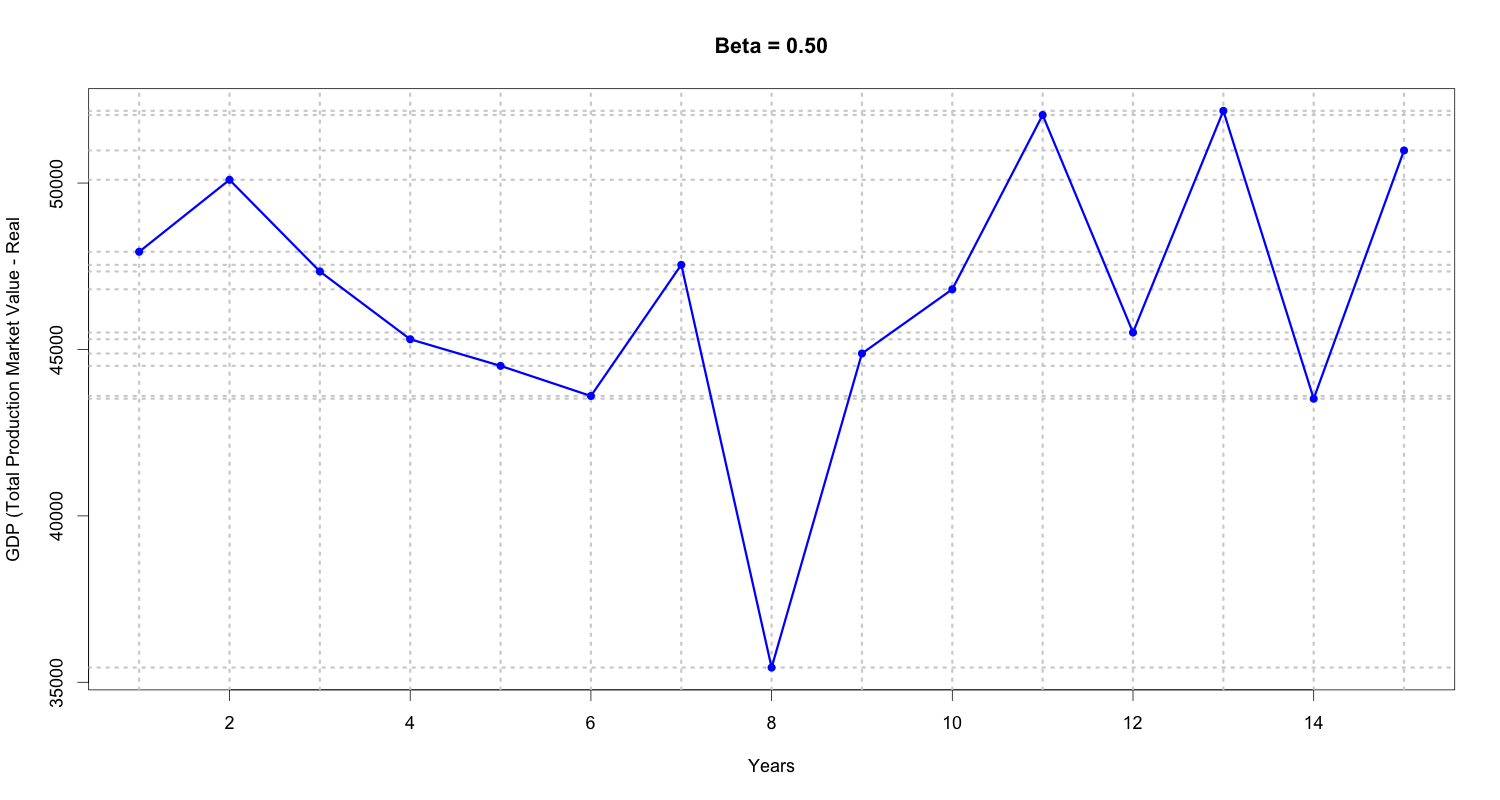 Beta = 0.50
GDP (Total Production Market Value - Real
50000
45000
40000
35000
2 4 6 8 10 12 14
Years